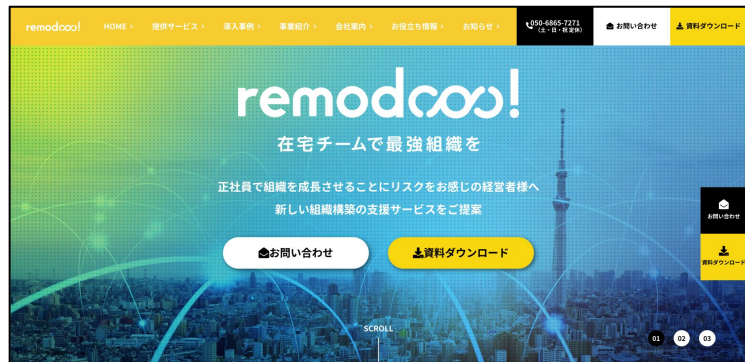 remodooo!
HOME
提供サービス
導入事例
事業紹介
会社案内
お役立ち情報
お知らせ
050-6865-7271
(土・日・祝定休)
お問い合わせ
資料ダウンロード
remodooo!
在宅チームで最強組織を
正社員で組織を成長させることにリスクをお感じの経営者様へ
新しい組織構築の支援サービスをご提案
お問い合わせ
資料ダウンロード
お問い合わせ
資料ダウンロード
SCROLL
01
02
03